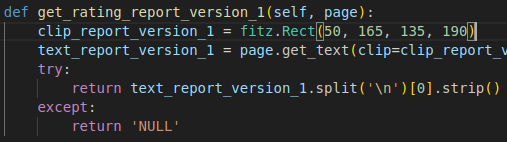 def get_rating_report_version_1(self, page):
    clip_report_version_1 = fitz.Rect(50, 165, 135, 190)
    text_report_version_1 = page.get_text(clip=clip_report_v
    try:
        return text_report_version_1.split('\n')[0].strip()
    except:
        return 'NULL'